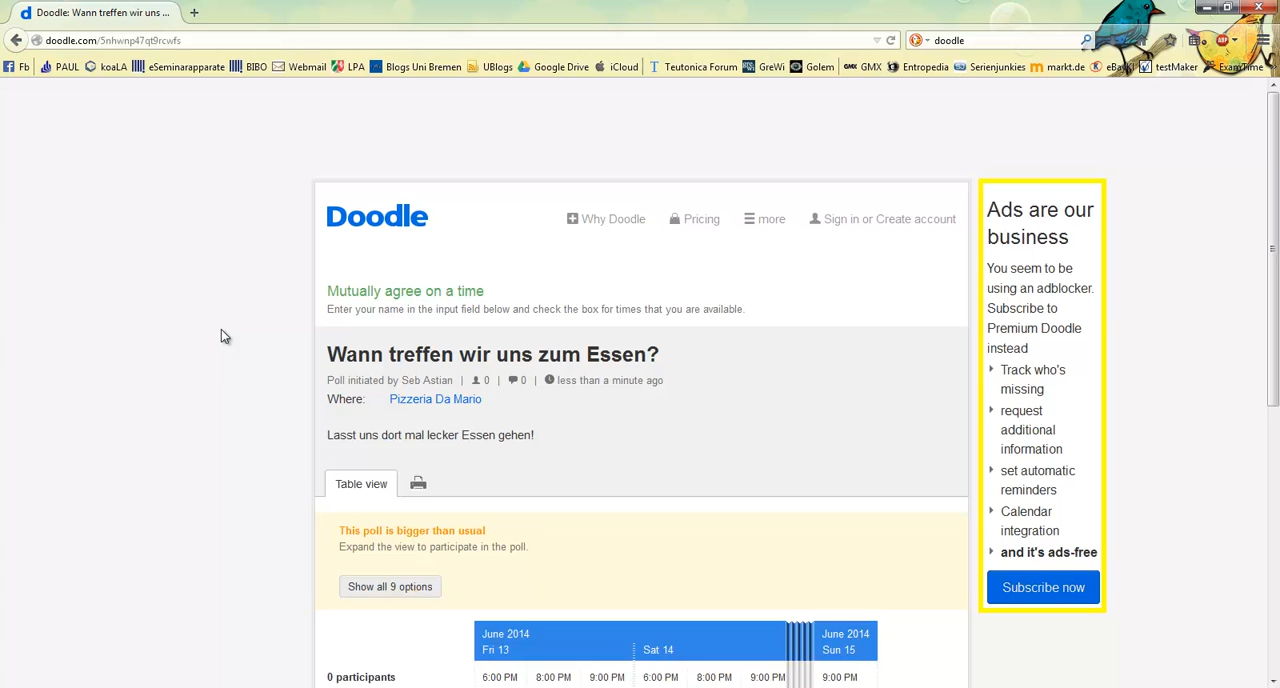 Doodle: Wann treffen wir uns ...
doodle.com/5nhwnp47qt9rcwfs
doodle
Fb PAUL koaLA eSeminarapparate BIBO Webmail LPA Blogs Uni Bremen UBlogs Google Drive iCloud Teutonica Forum GreWi Golem GMX Entropedia Serienjunkies markt.de testMaker ExamTime
Doodle
Why Doodle Pricing more Sign in or Create account
Mutually agree on a time
Enter your name in the input field below and check the box for times that you are available.
Wann treffen wir uns zum Essen?
Poll initiated by Seb Astian | 0 | 0 | less than a minute ago
Where: Pizzeria Da Mario
Lasst uns dort mal lecker Essen gehen!
Table view
This poll is bigger than usual
Expand the view to participate in the poll.
Show all 9 options
June 2014 June 2014
Fri 13 Sat 14 Sun 15
0 participants 6:00 PM 8:00 PM 9:00 PM 6:00 PM 8:00 PM 9:00 PM 9:00 PM
Ads are our
business
You seem to be
using an adblocker.
Subscribe to
Premium Doodle
instead
Track who's
missing
request
additional
information
set automatic
reminders
Calendar
integration
and it's ads-free
Subscribe now